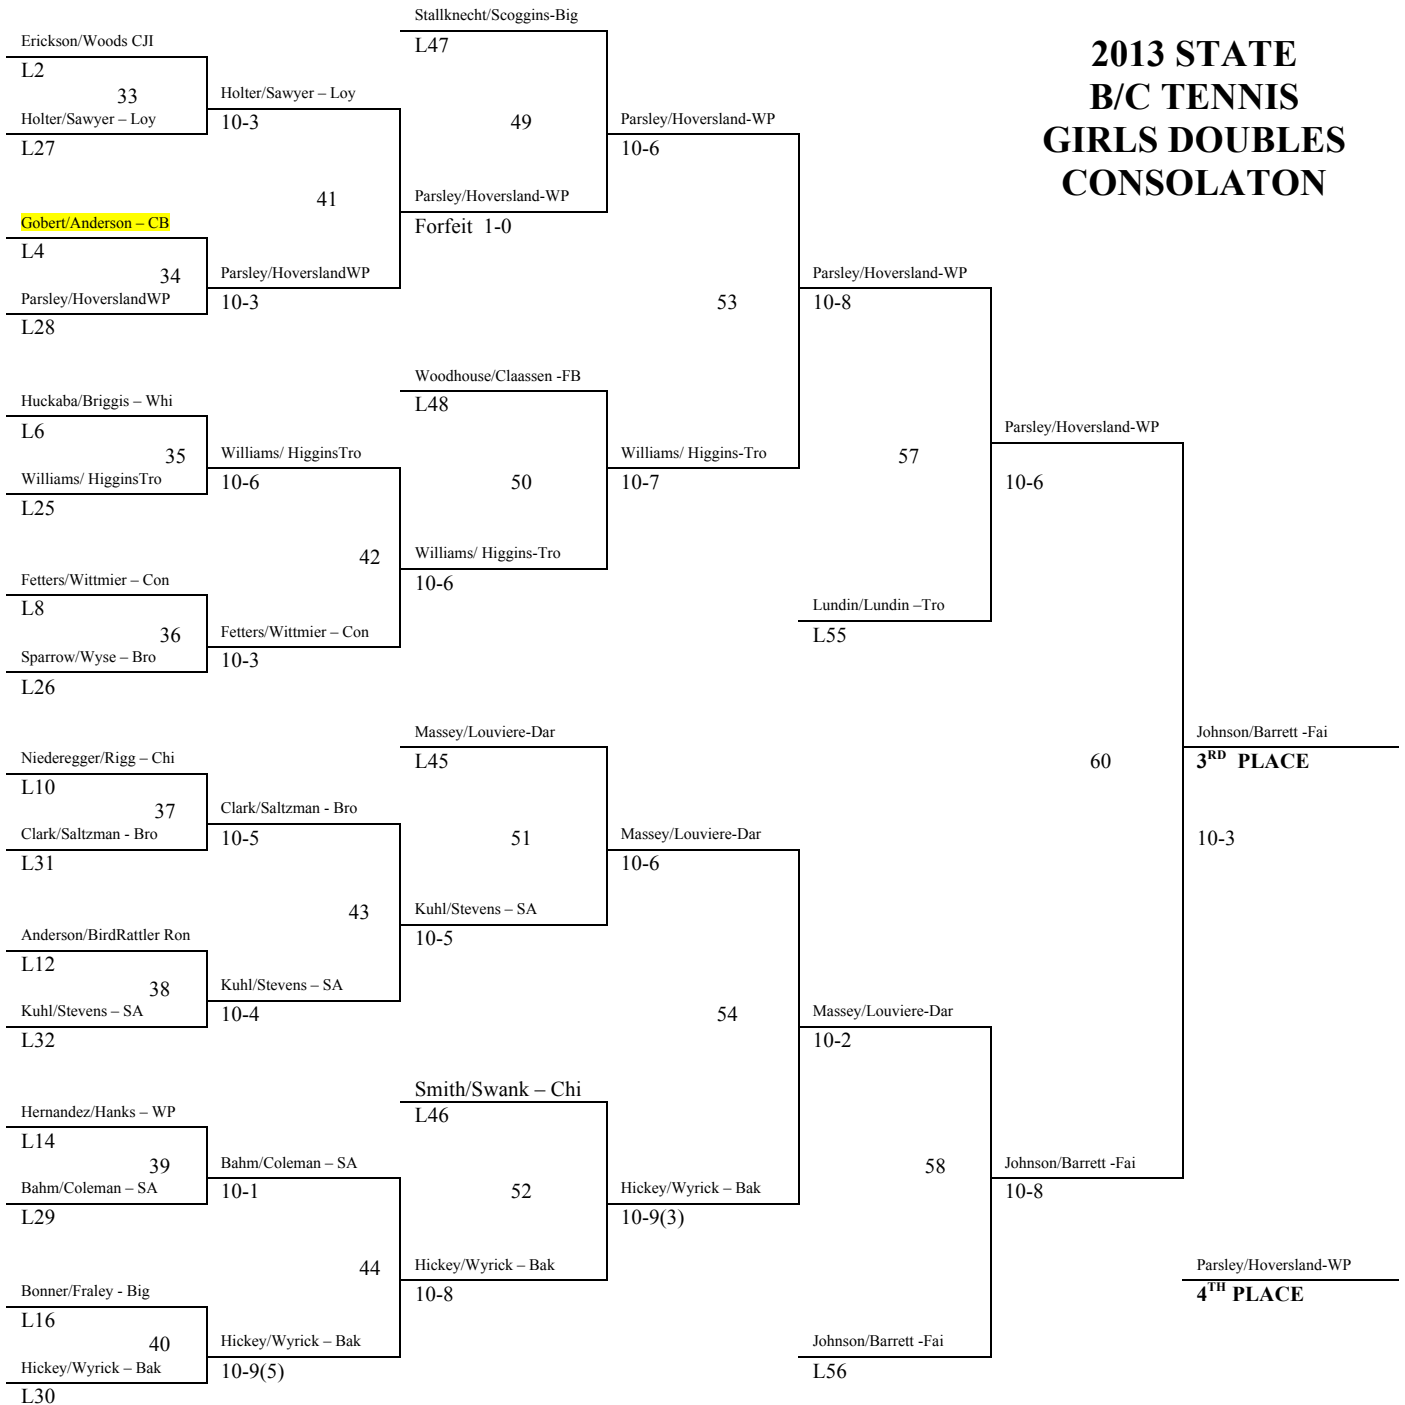 2013 STATE
B/C TENNIS
GIRLS DOUBLES
CONSOLATON
Erickson/Woods CJI
L2
33
Holter/Sawyer – Loy
L27
Gobert/Anderson – CB
L4
34
Parsley/HoverslandWP
L28
Huckaba/Briggis – Whi
L6
35
Williams/ HigginsTro
L25
Fetters/Wittmier – Con
L8
36
Sparrow/Wyse – Bro
L26
Niederegger/Rigg – Chi
L10
37
Clark/Saltzman - Bro
L31
Anderson/BirdRattler Ron
L12
38
Kuhl/Stevens – SA
L32
Hernandez/Hanks – WP
L14
39
Bahm/Coleman – SA
L29
Bonner/Fraley - Big
L16
40
Hickey/Wyrick – Bak
L30
Holter/Sawyer – Loy
10-3
41
Parsley/HoverslandWP
10-3
Williams/ HigginsTro
10-6
42
Fetters/Wittmier – Con
10-3
Clark/Saltzman - Bro
10-5
43
Kuhl/Stevens – SA
10-4
Bahm/Coleman – SA
10-1
44
Hickey/Wyrick – Bak
10-9(5)
Stallknecht/Scoggins-Big
L47
49
Parsley/Hoversland-WP
Forfeit 1-0
Woodhouse/Claassen -FB
L48
50
Williams/ Higgins-Tro
10-6
Massey/Louviere-Dar
L45
51
Kuhl/Stevens – SA
10-5
Smith/Swank – Chi
L46
52
Hickey/Wyrick – Bak
10-8
Parsley/Hoversland-WP
10-6
53
Williams/ Higgins-Tro
10-7
Massey/Louviere-Dar
10-6
54
Hickey/Wyrick – Bak
10-9(3)
Parsley/Hoversland-WP
10-8
57
Lundin/Lundin –Tro
L55
Massey/Louviere-Dar
10-2
58
Johnson/Barrett -Fai
L56
Parsley/Hoversland-WP
10-6
60
Johnson/Barrett -Fai
10-8
Johnson/Barrett -Fai
3RD PLACE
10-3
Parsley/Hoversland-WP
4TH PLACE